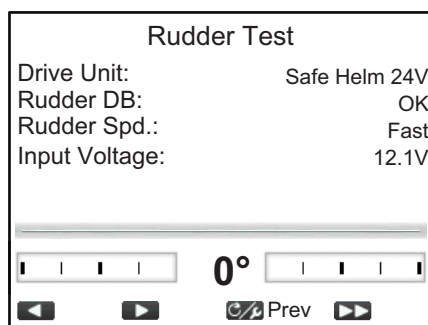 Rudder Test
Drive Unit: Safe Helm 24V
Rudder DB: OK
Rudder Spd.: Fast
Input Voltage: 12.1V
0°
Prev